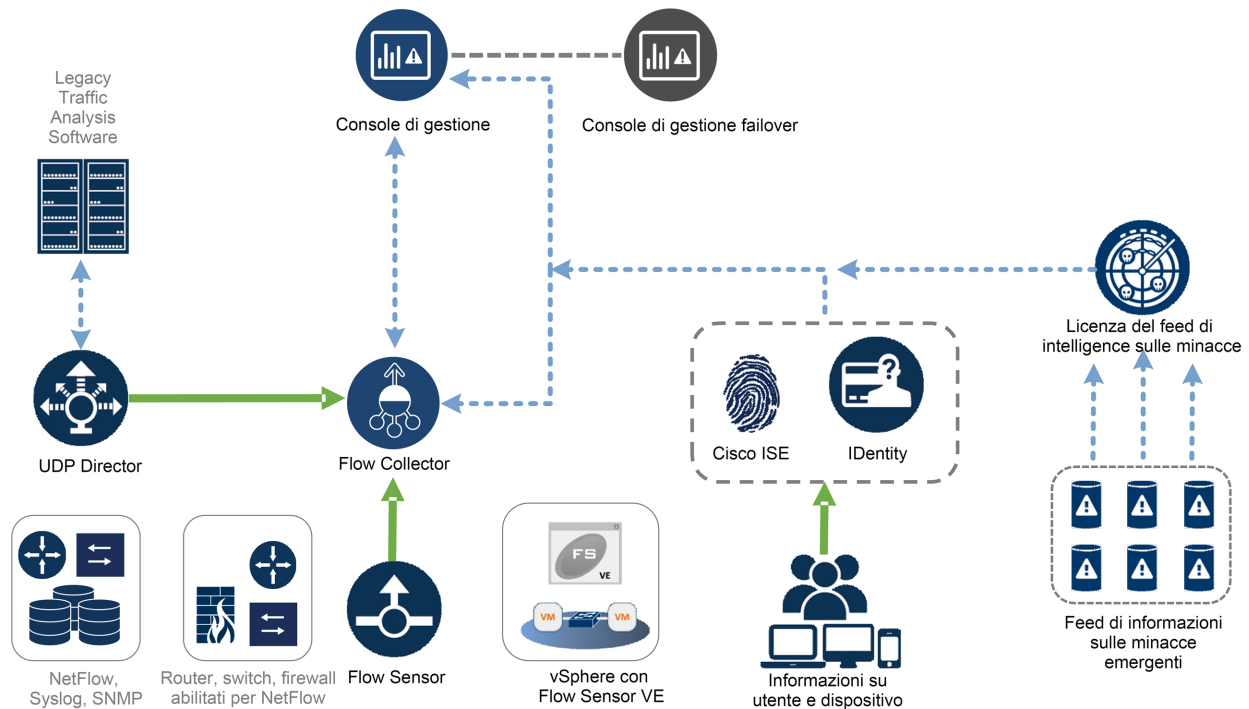 Legacy
Traffic
Analysis
Software
Console di gestione
Console di gestione failover
Licenza del feed di
intelligence sulle minacce
UDP Director
Flow Collector
Cisco ISE
?
IDentity
FS
VE
VM
VM
NetFlow,
Syslog, SNMP
Router, switch, firewall
abilitati per NetFlow
Flow Sensor
vSphere con
Flow Sensor VE
Informazioni su
utente e dispositivo
Feed di informazioni
sulle minacce
emergenti